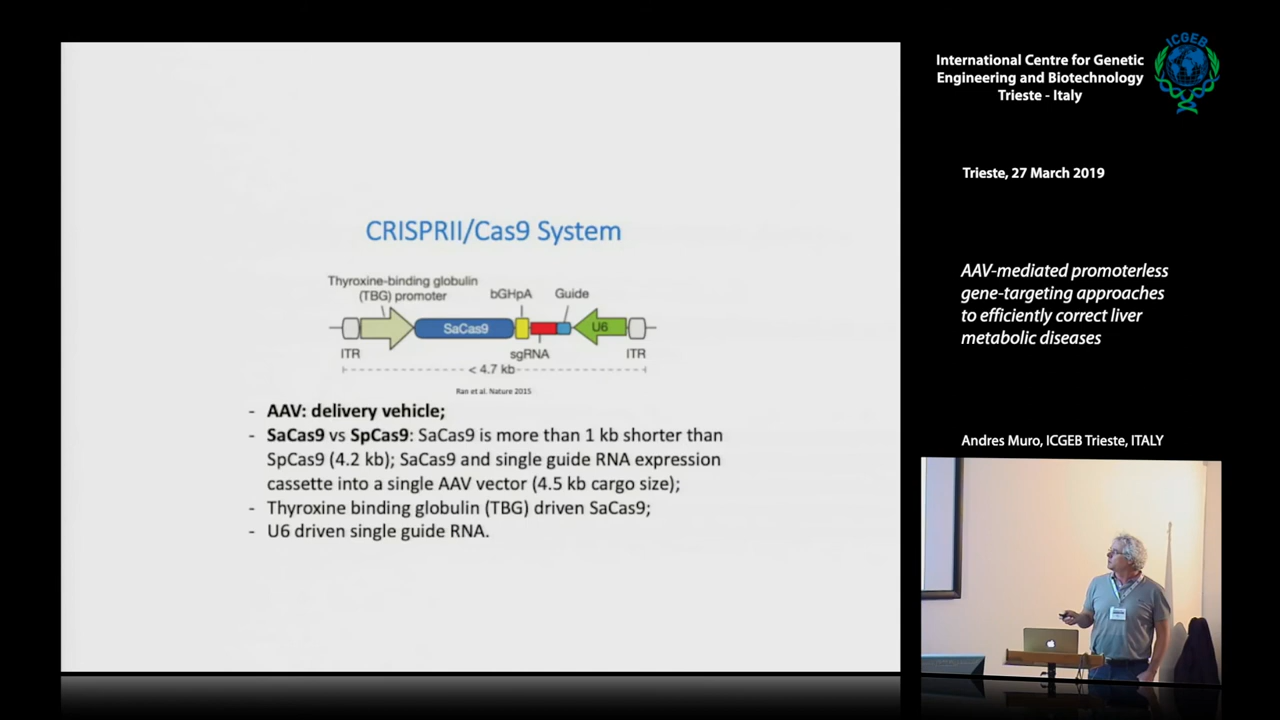 CRISPRII/Cas9 System
Thyroxine-binding globulin
(TBG) promoter
bGHpA
Guide
SaCas9
U6
ITR
sgRNA
ITR
< 4.7 kb
Ran et al. Nature 2015
- AAV: delivery vehicle;
- SaCas9 vs SpCas9: SaCas9 is more than 1 kb shorter than
SpCas9 (4.2 kb); SaCas9 and single guide RNA expression
cassette into a single AAV vector (4.5 kb cargo size);
- Thyroxine binding globulin (TBG) driven SaCas9;
- U6 driven single guide RNA.
International Centre for Genetic
Engineering and Biotechnology
Trieste - Italy
ICGEB
Trieste, 27 March 2019
AAV-mediated promoterless
gene-targeting approaches
to efficiently correct liver
metabolic diseases
Andres Muro, ICGEB Trieste, ITALY